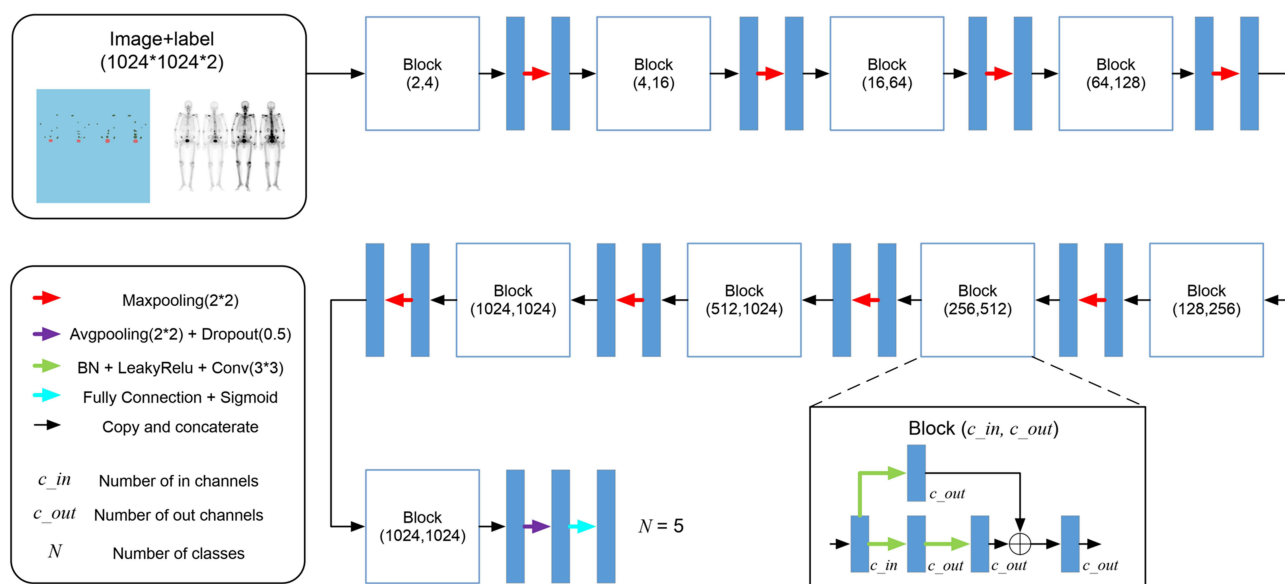 Image+label
(1024*1024*2)
Block
(2,4)
Block
(4,16)
Block
(16,64)
Block
(64,128)
Block
(1024,1024)
Block
(512,1024)
Block
(256,512)
Block
(128,256)
Maxpooling(2*2)
Avgpooling(2*2) + Dropout(0.5)
BN + LeakyRelu + Conv(3*3)
Fully Connection + Sigmoid
Copy and concaterate
c_in Number of in channels
c_out Number of out channels
N Number of classes
Block
(1024,1024)
N = 5
Block (c_in, c_out)
c_out
c_in
c_out
c_out
c_out